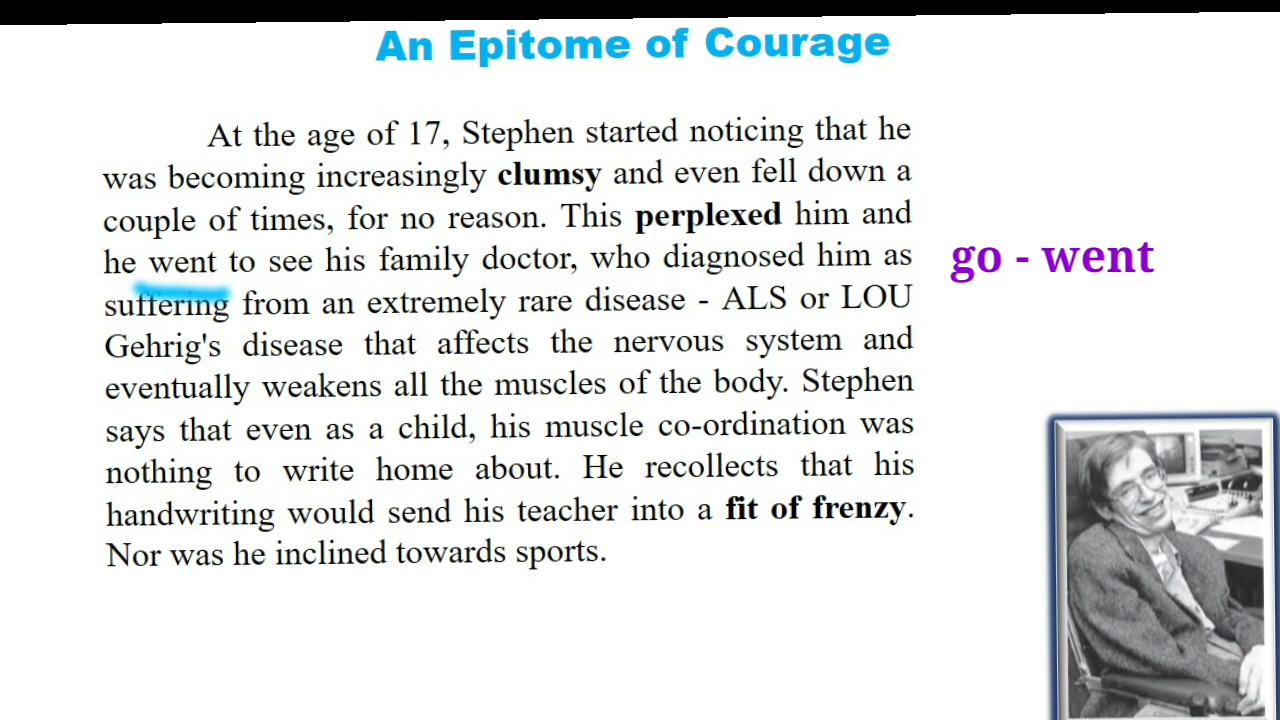 An Epitome of Courage
At the age of 17, Stephen started noticing that he
was becoming increasingly clumsy and even fell down a
couple of times, for no reason. This perplexed him and
he went to see his family doctor, who diagnosed him as
go - went
suffering from an extremely rare disease - ALS or LOU
Gehrig's disease that affects the nervous system and
eventually weakens all the muscles of the body. Stephen
says that even as a child, his muscle co-ordination was
nothing to write home about. He recollects that his
handwriting would send his teacher into a fit of frenzy.
Nor was he inclined towards sports.